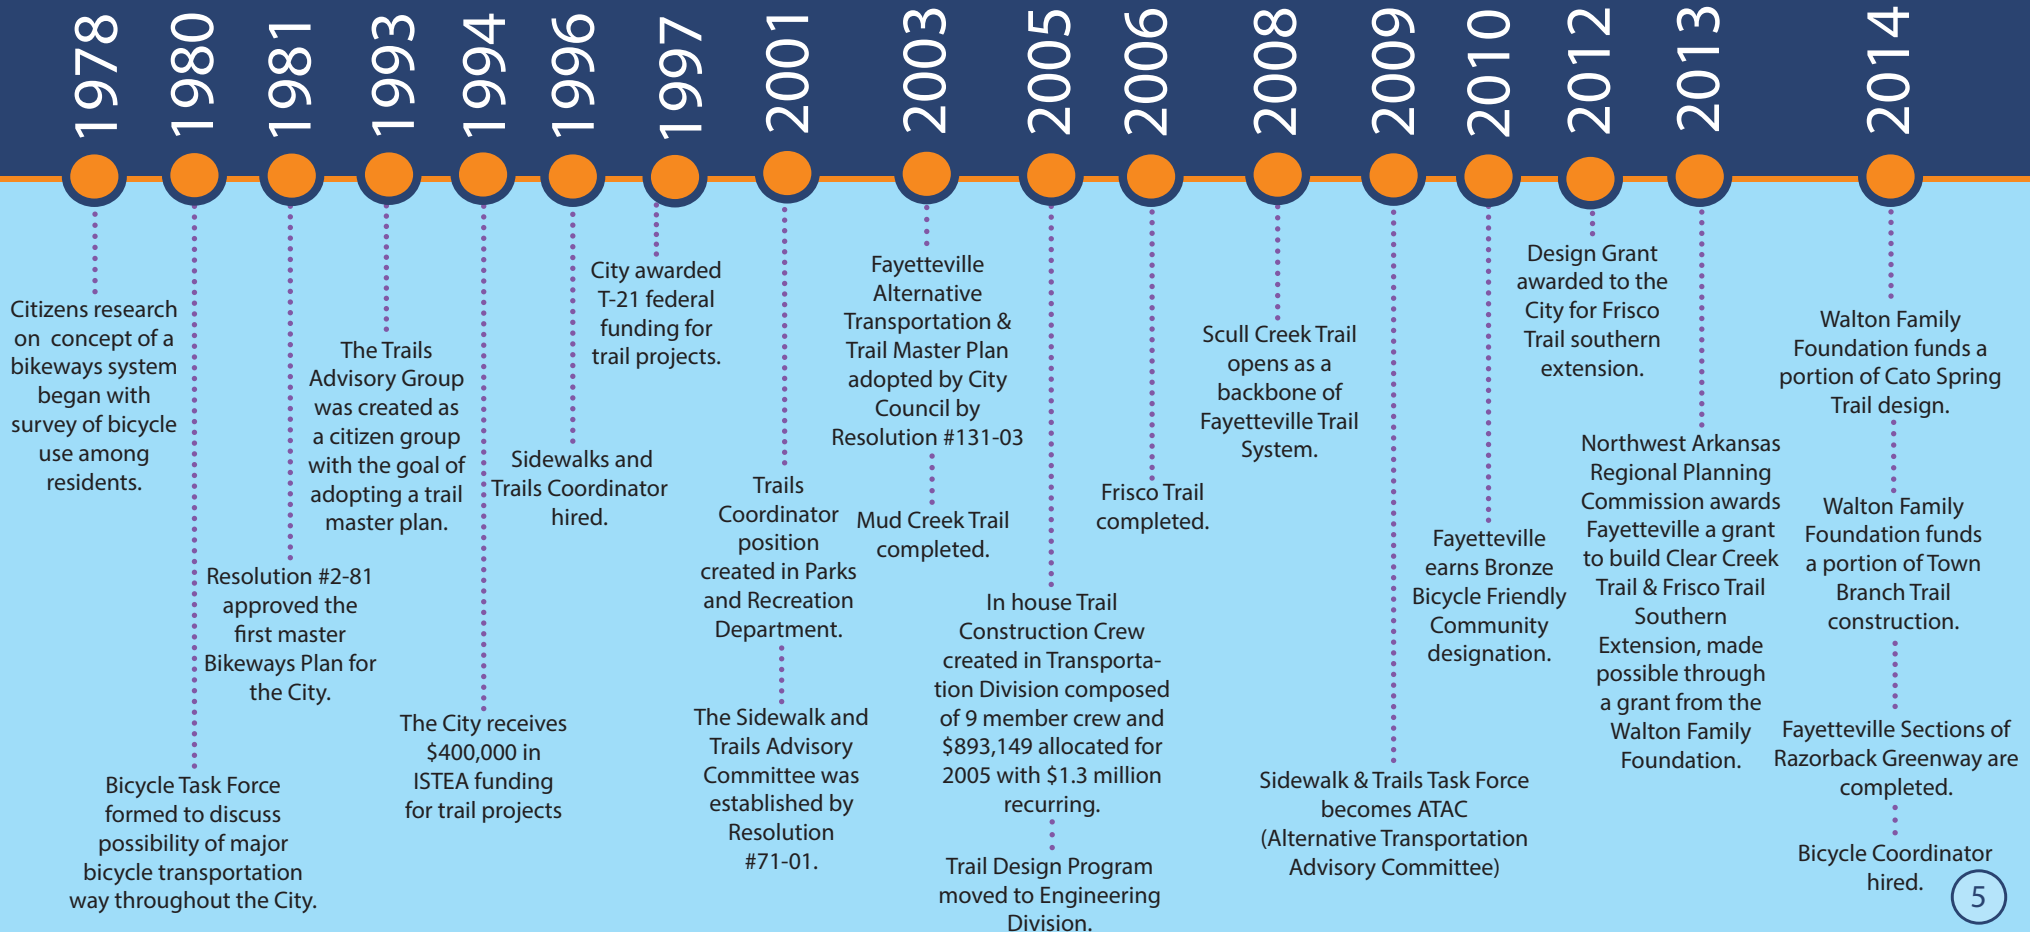 1978
Citizens research
on concept of a
bikeways system
began with
survey of bicycle
use among
residents.
1980
Bicycle Task Force
formed to discuss
possibility of major
bicycle transportation
way throughout the City.
1981
Resolution #2-81
approved the
first master
Bikeways Plan for
the City.
1993
The Trails
Advisory Group
was created as
a citizen group
with the goal of
adopting a trail
master plan.
1994
The City receives
$400,000 in
ISTEA funding
for trail projects
1996
Sidewalks and
Trails Coordinator
hired.
1997
City awarded
T-21 federal
funding for
trail projects.
2001
Trails
Coordinator
position
created in Parks
and Recreation
Department.
The Sidewalk and
Trails Advisory
Committee was
established by
Resolution
#71-01.
2003
Fayetteville
Alternative
Transportation &
Trail Master Plan
adopted by City
Council by
Resolution #131-03
Mud Creek Trail
completed.
2005
In house Trail
Construction Crew
created in Transporta-
tion Division composed
of 9 member crew and
$893,149 allocated for
2005 with $1.3 million
recurring.
Trail Design Program
moved to Engineering
Division.
2006
Frisco Trail
completed.
2008
Scull Creek Trail
opens as a
backbone of
Fayetteville Trail
System.
2009
Sidewalk & Trails Task Force
becomes ATAC
(Alternative Transportation
Advisory Committee)
2010
Fayetteville
earns Bronze
Bicycle Friendly
Community
designation.
2012
Design Grant
awarded to the
City for Frisco
Trail southern
extension.
2013
Northwest Arkansas
Regional Planning
Commission awards
Fayetteville a grant
to build Clear Creek
Trail & Frisco Trail
Southern
Extension, made
possible through
a grant from the
Walton Family
Foundation.
2014
Walton Family
Foundation funds a
portion of Cato Spring
Trail design.
Walton Family
Foundation funds
a portion of Town
Branch Trail
construction.
Fayetteville Sections of
Razorback Greenway are
completed.
Bicycle Coordinator
hired.
5